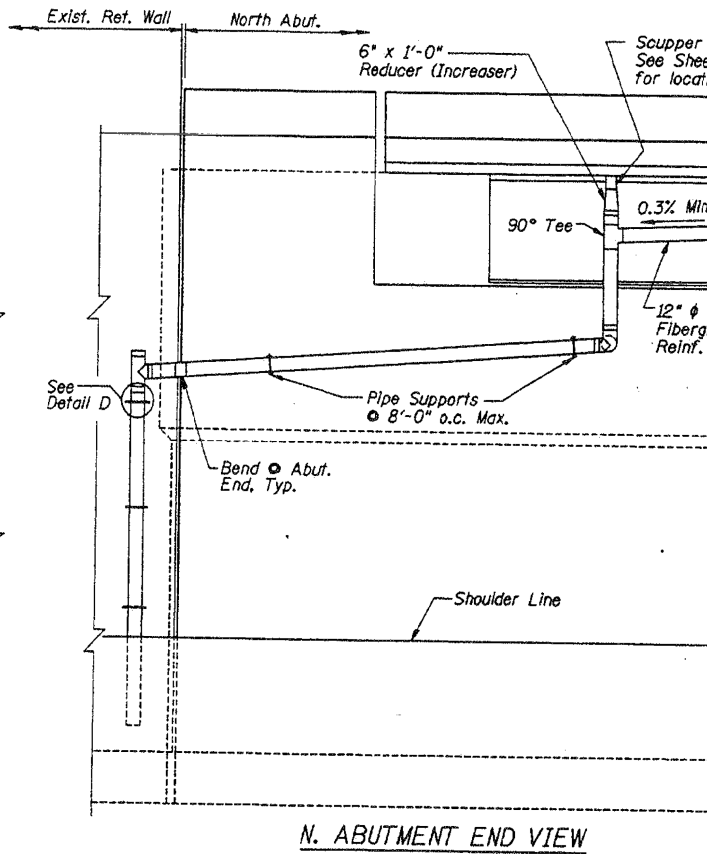 Exist. Ret. Wall
North Abut.
6" x 1'-0"
Reducer (Increaser)
Scupper
See Shee
for locati
90° Tee
0.3% Min
12" ϕ
Fiberg
Reinf.
See
Detail D
Pipe Supports
@ 8'-0" o.c. Max.
Bend @ Abut.
End, Typ.
Shoulder Line
N. ABUTMENT END VIEW